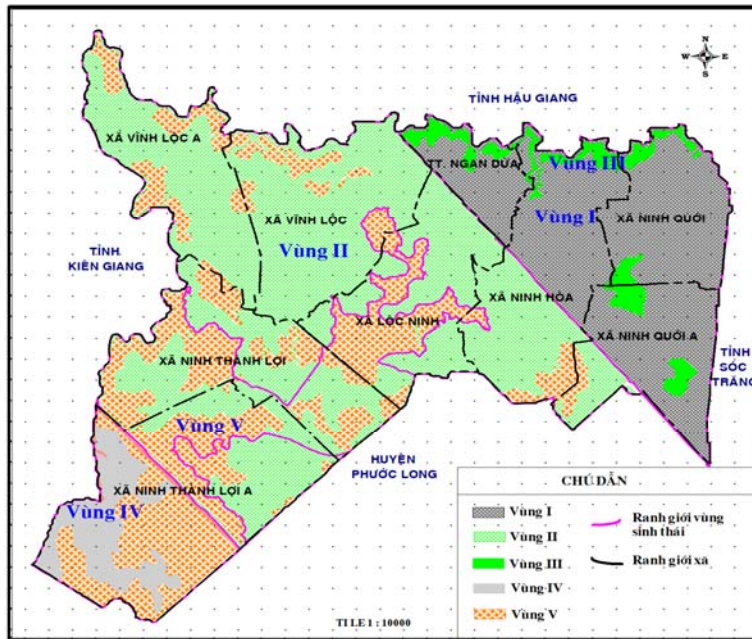 N
W E
S
TỈNH HẬU GIANG
XÃ VĨNH LỘC A
TT. NGAN DỪA
Vùng III
XÃ VĨNH LỘC
Vùng I
XÃ NINH QUỚI
Vùng II
TỈNH
KIÊN GIANG
XÃ NINH HÒA
XÃ LỘC NINH
XÃ NINH QUỚI A
XÃ NINH THẠNH LỢI
TỈNH
SÓC
TRĂNG
Vùng V
HUYỆN
PHƯỚC LONG
XÃ NINH THẠNH LỢI A
Vùng IV
CHÚ DẪN
Vùng I
Vùng II
Vùng III
Vùng IV
Vùng V
Ranh giới vùng
sinh thái
Ranh giới xã
TI LE 1 : 10000